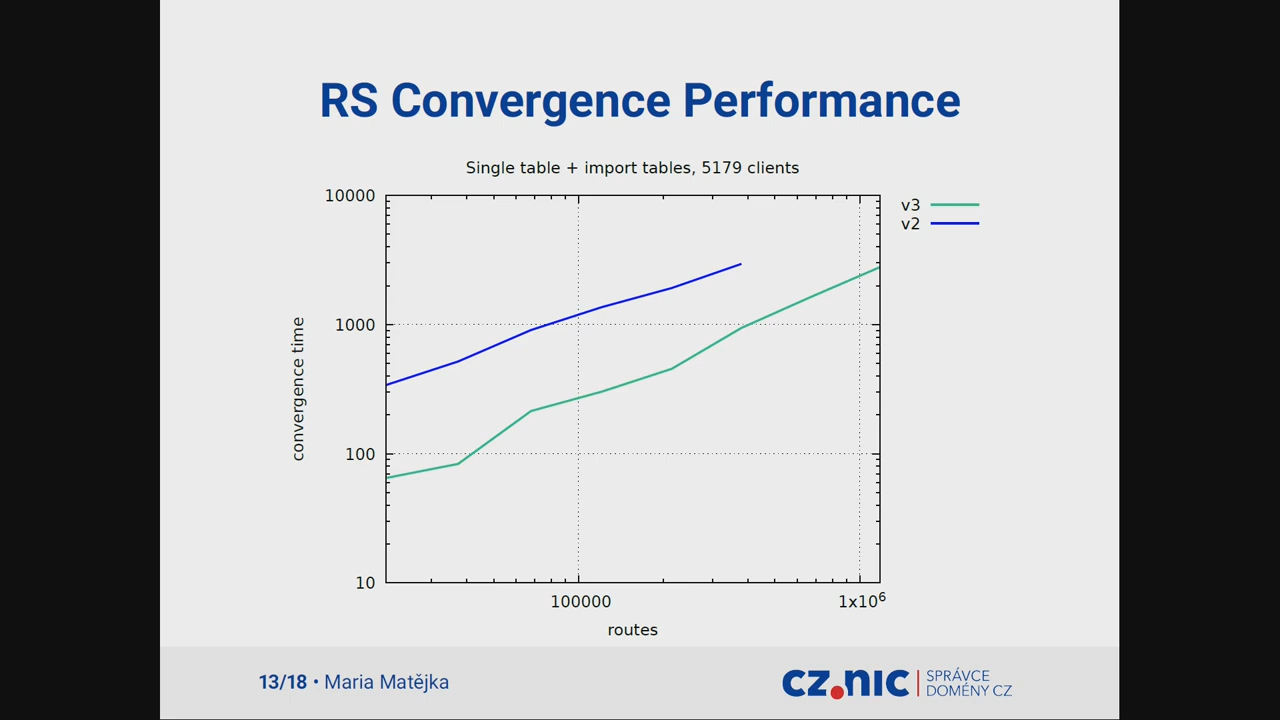 RS Convergence Performance
Single table + import tables, 5179 clients
10000
1000
100
10
convergence time
100000
1x10⁶
routes
v3
v2
13/18 • Maria Matějka
cz.nic
SPRÁVCE
DOMÉNY CZ